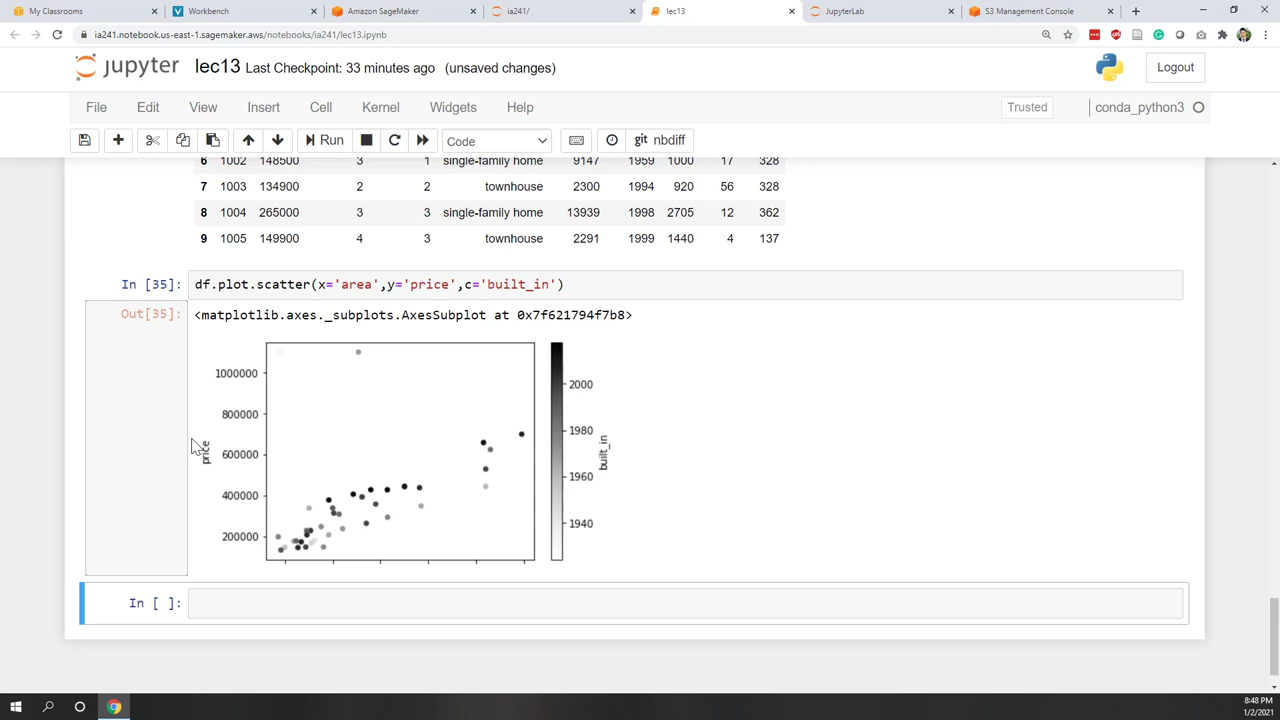 My Classrooms
Workbench
Amazon SageMaker
ia241/
lec13
JupyterLab
S3 Management Console
ia241.notebook.us-east-1.sagemaker.aws/notebooks/ia241/lec13.ipynb
jupyter lec13 Last Checkpoint: 33 minutes ago (unsaved changes)
Logout
File Edit View Insert Cell Kernel Widgets Help
Trusted
conda_python3
Run
Code
nbdiff
6 1002 148500 3 1 single-family home 9147 1959 1000 17 328
7 1003 134900 2 2 townhouse 2300 1994 920 56 328
8 1004 265000 3 3 single-family home 13939 1998 2705 12 362
9 1005 149900 4 3 townhouse 2291 1999 1440 4 137
In [35]: df.plot.scatter(x='area',y='price',c='built_in')
Out[35]: <matplotlib.axes._subplots.AxesSubplot at 0x7f621794f7b8>
1000000
800000
600000
400000
200000
price
2000
1980
1960
1940
built_in
In [ ]:
8:48 PM
1/2/2021